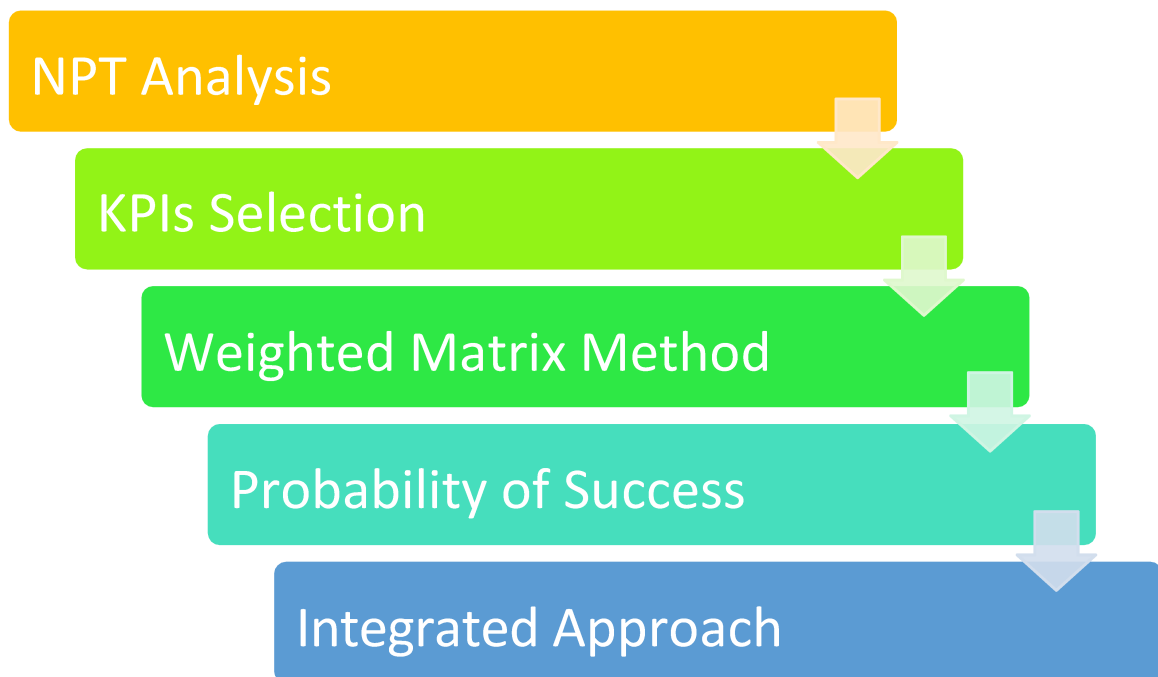 NPT Analysis
KPIs Selection
Weighted Matrix Method
Probability of Success
Integrated Approach